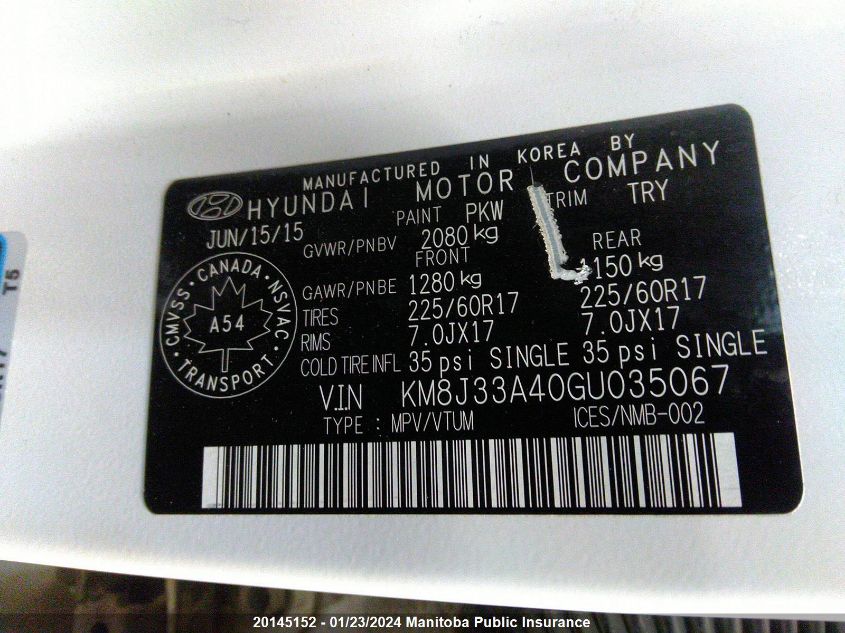 MANUFACTURED IN KOREA BY
HYUNDAI MOTOR COMPANY
JUN/15/15 PAINT PKW TRIM TRY
GVWR/PNBV 2080 kg
FRONT REAR
GAWR/PNBE 1280 kg 150 kg
TIRES 225/60R17 225/60R17
RIMS 7.0JX17 7.0JX17
COLD TIRE INFL 35 psi SINGLE 35 psi SINGLE
V.I.N KM8J33A40GU035067
TYPE : MPV/VTUM ICES/NMB-002
CANADA
CMVSS NSVAC
A54
TRANSPORT
T5
20145152 - 01/23/2024 Manitoba Public Insurance